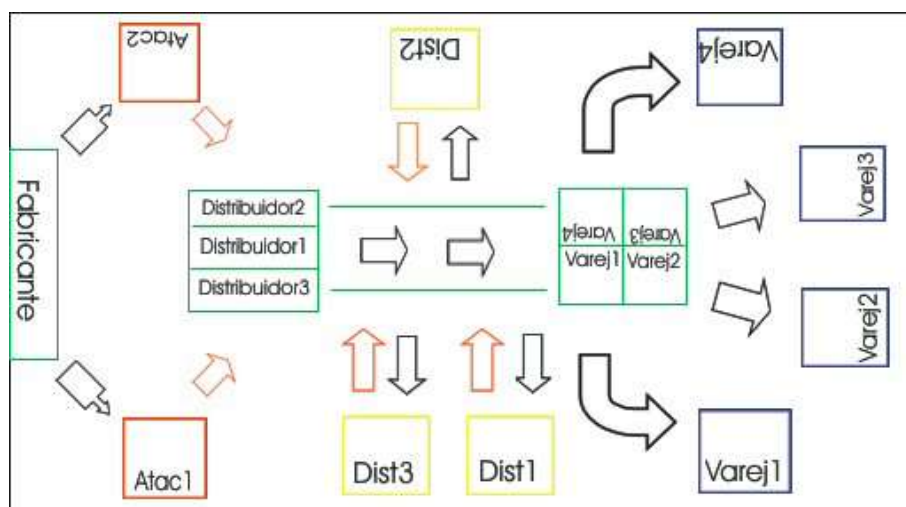 Atac2
Dist2
Varej4
Fabricante
Varej3
Distribuidor2
Distribuidor1
Distribuidor3
Varej4
Varej3
Varej1
Varej2
Varej2
Atac1
Dist3
Dist1
Varej1